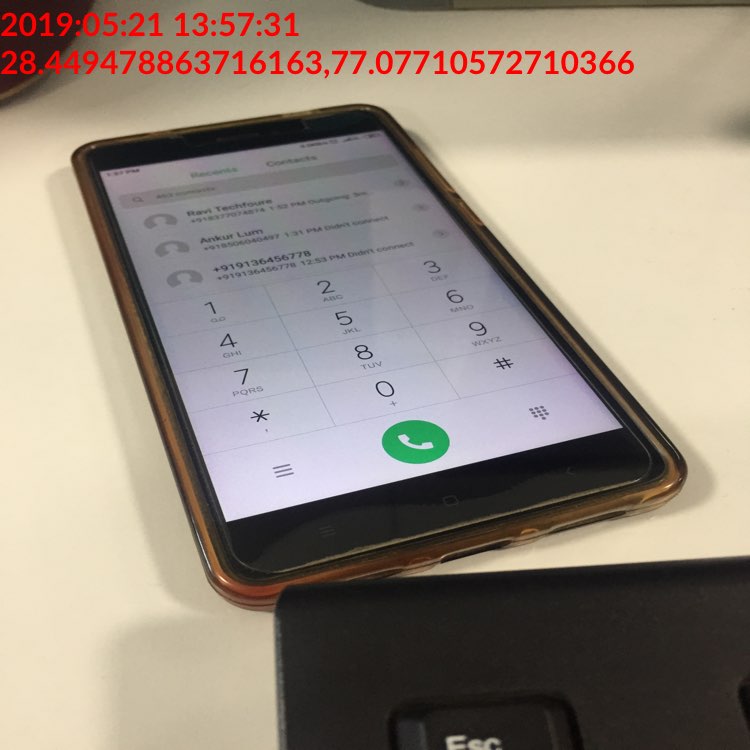 2019:05:21 13:57:31
28.449478863716163,77.07710572710366
1:57 PM
Recents Contacts
463 contacts
Ravi Techfoure
+918377074874 1:52 PM Outgoing
Ankur Lum
+918506040497 1:31 PM Didn't connect
+919136456778
+919136456778 12:53 PM Didn't connect
1 2 3
ABC DEF
4 5 6
GHI JKL MNO
7 8 9
PQRS TUV WXYZ
* 0 #
, +
Esc